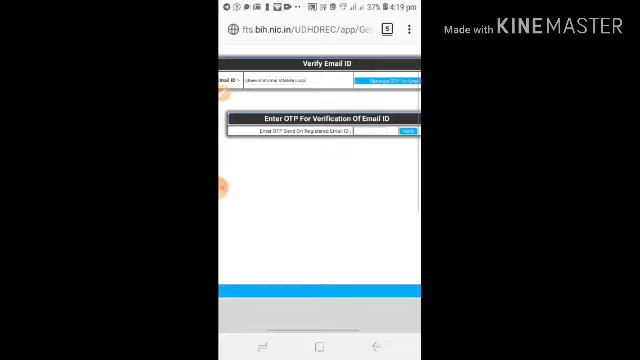 4:19 pm
37%
Made with KINEMASTER
fts.bih.nic.in/UDHDREC/app/Ge
5
Verify Email ID
Email ID :-
Generate OTP For Email
Enter OTP For Verification Of Email ID
Enter OTP Send On Registered Email ID :
Verify